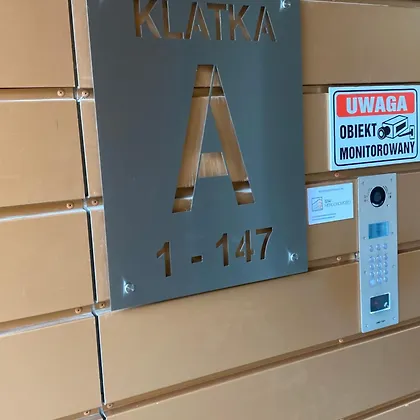 KLATKA
A
1 - 147
UWAGA
OBIEKT
MONITOROWANY